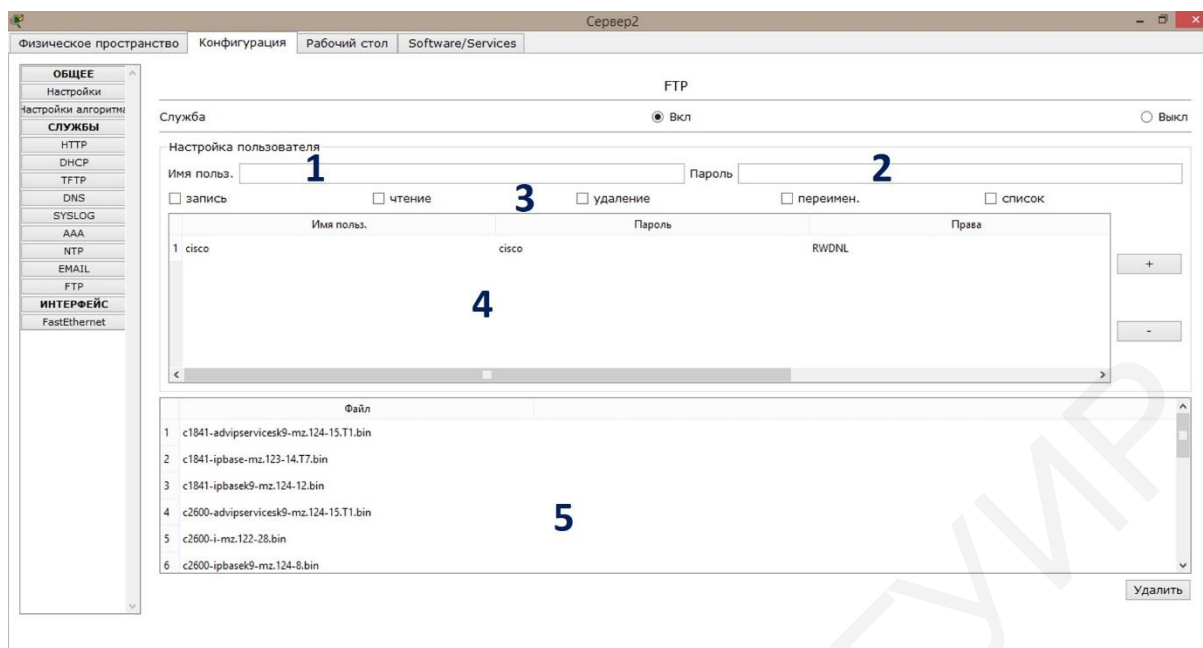 Сервер2
Физическое пространство Конфигурация Рабочий стол Software/Services
ОБЩЕЕ
Настройки
Настройки алгоритма
СЛУЖБЫ
HTTP
DHCP
TFTP
DNS
SYSLOG
AAA
NTP
EMAIL
FTP
ИНТЕРФЕЙС
FastEthernet
FTP
Служба Вкл Выкл
Настройка пользователя
Имя польз. 1 Пароль 2
запись чтение 3 удаление переимен. список
Имя польз. Пароль Права
1 cisco cisco RWDNL
+
4
-
Файл
1 c1841-advipservicesk9-mz.124-15.T1.bin
2 c1841-ipbase-mz.123-14.T7.bin
3 c1841-ipbasek9-mz.124-12.bin
4 c2600-advipservicesk9-mz.124-15.T1.bin
5
5 c2600-i-mz.122-28.bin
6 c2600-ipbasek9-mz.124-8.bin
Удалить
ГУИР